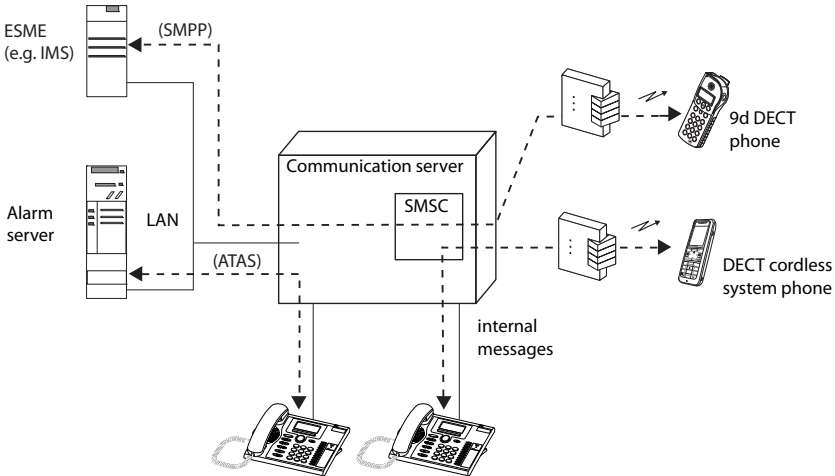 ESME
(e.g. IMS)
(SMPP)
9d DECT
phone
Communication server
SMSC
Alarm
server
LAN
(ATAS)
DECT cordless
system phone
internal
messages